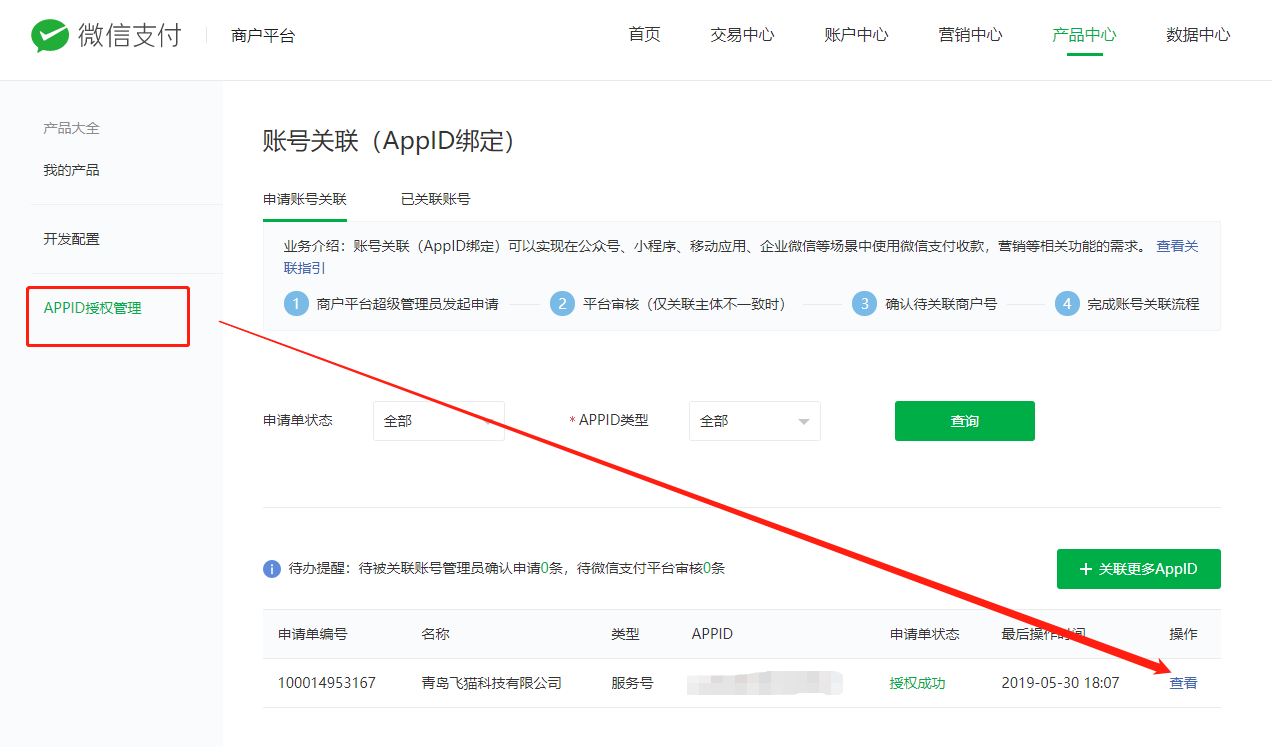 微信支付 商户平台 首页 交易中心 账户中心 营销中心 产品中心 数据中心
产品大全
我的产品
开发配置
APPID授权管理
账号关联（AppID绑定）
申请账号关联 已关联账号
业务介绍：账号关联（AppID绑定）可以实现在公众号、小程序、移动应用、企业微信等场景中使用微信支付收款，营销等相关功能的需求。 查看关
联指引
1 商户平台超级管理员发起申请 2 平台审核（仅关联主体不一致时） 3 确认待关联商户号 4 完成账号关联流程
申请单状态 全部 *APPID类型 全部 查询
待办提醒：待被关联账号管理员确认申请0条，待微信支付平台审核0条 + 关联更多AppID
申请单编号 名称 类型 APPID 申请单状态 最后操作时间 操作
100014953167 青岛飞猫科技有限公司 服务号 授权成功 2019-05-30 18:07 查看